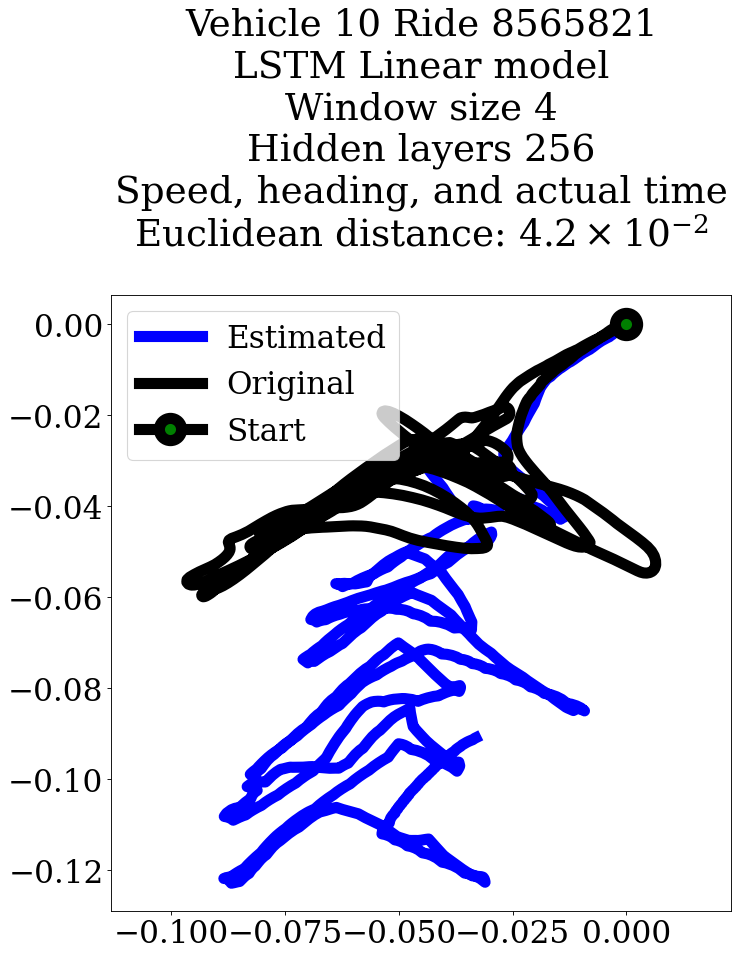 Vehicle 10 Ride 8565821
LSTM Linear model
Window size 4
Hidden layers 256
Speed, heading, and actual time
Euclidean distance: 4.2 × 10⁻²
Estimated
Original
Start
0.00
−0.02
−0.04
−0.06
−0.08
−0.10
−0.12
−0.100 −0.075 −0.050 −0.025 0.000